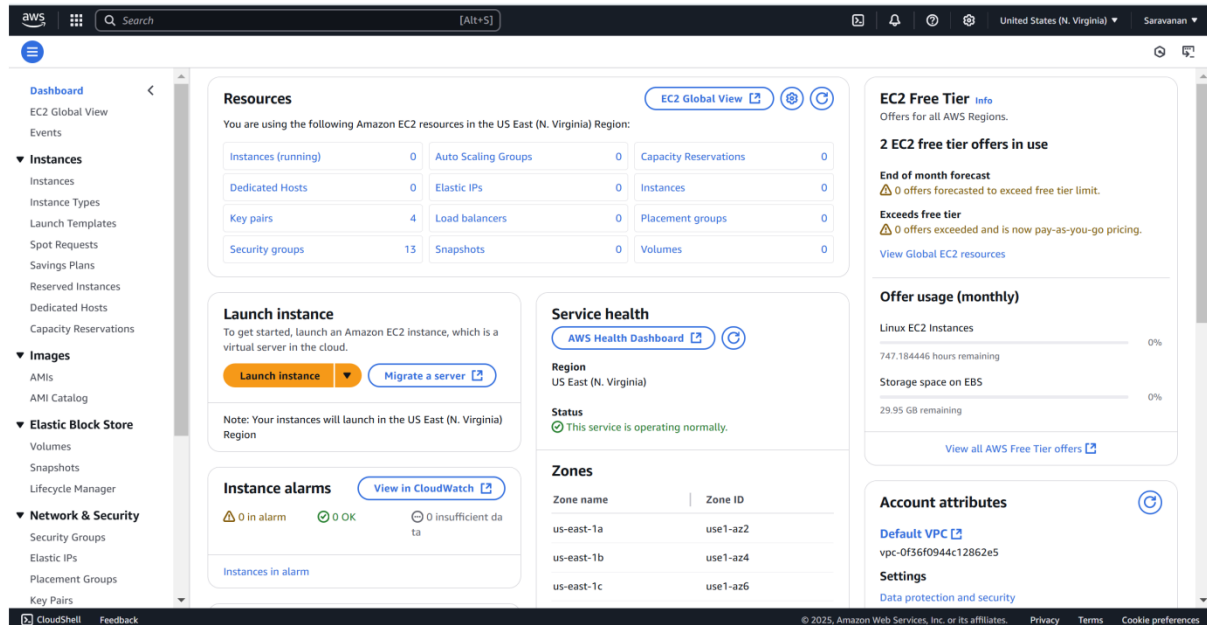 aws
Search
[Alt+S]
United States (N. Virginia)
Saravanan
Dashboard
EC2 Global View
Events
Instances
Instances
Instance Types
Launch Templates
Spot Requests
Savings Plans
Reserved Instances
Dedicated Hosts
Capacity Reservations
Images
AMIs
AMI Catalog
Elastic Block Store
Volumes
Snapshots
Lifecycle Manager
Network & Security
Security Groups
Elastic IPs
Placement Groups
Key Pairs
Resources
EC2 Global View
You are using the following Amazon EC2 resources in the US East (N. Virginia) Region:
Instances (running) 0 Auto Scaling Groups 0 Capacity Reservations 0
Dedicated Hosts 0 Elastic IPs 0 Instances 0
Key pairs 4 Load balancers 0 Placement groups 0
Security groups 13 Snapshots 0 Volumes 0
Launch instance
To get started, launch an Amazon EC2 instance, which is a
virtual server in the cloud.
Launch instance
Migrate a server
Note: Your instances will launch in the US East (N. Virginia)
Region
Instance alarms
View in CloudWatch
0 in alarm 0 OK 0 insufficient da
ta
Instances in alarm
Service health
AWS Health Dashboard
Region
US East (N. Virginia)
Status
This service is operating normally.
Zones
Zone name Zone ID
us-east-1a use1-az2
us-east-1b use1-az4
us-east-1c use1-az6
EC2 Free Tier Info
Offers for all AWS Regions.
2 EC2 free tier offers in use
End of month forecast
0 offers forecasted to exceed free tier limit.
Exceeds free tier
0 offers exceeded and is now pay-as-you-go pricing.
View Global EC2 resources
Offer usage (monthly)
Linux EC2 Instances
0%
747.184446 hours remaining
Storage space on EBS
0%
29.95 GB remaining
View all AWS Free Tier offers
Account attributes
Default VPC
vpc-0f36f0944c12862e5
Settings
Data protection and security
CloudShell Feedback
© 2025, Amazon Web Services, Inc. or its affiliates. Privacy Terms Cookie preferences